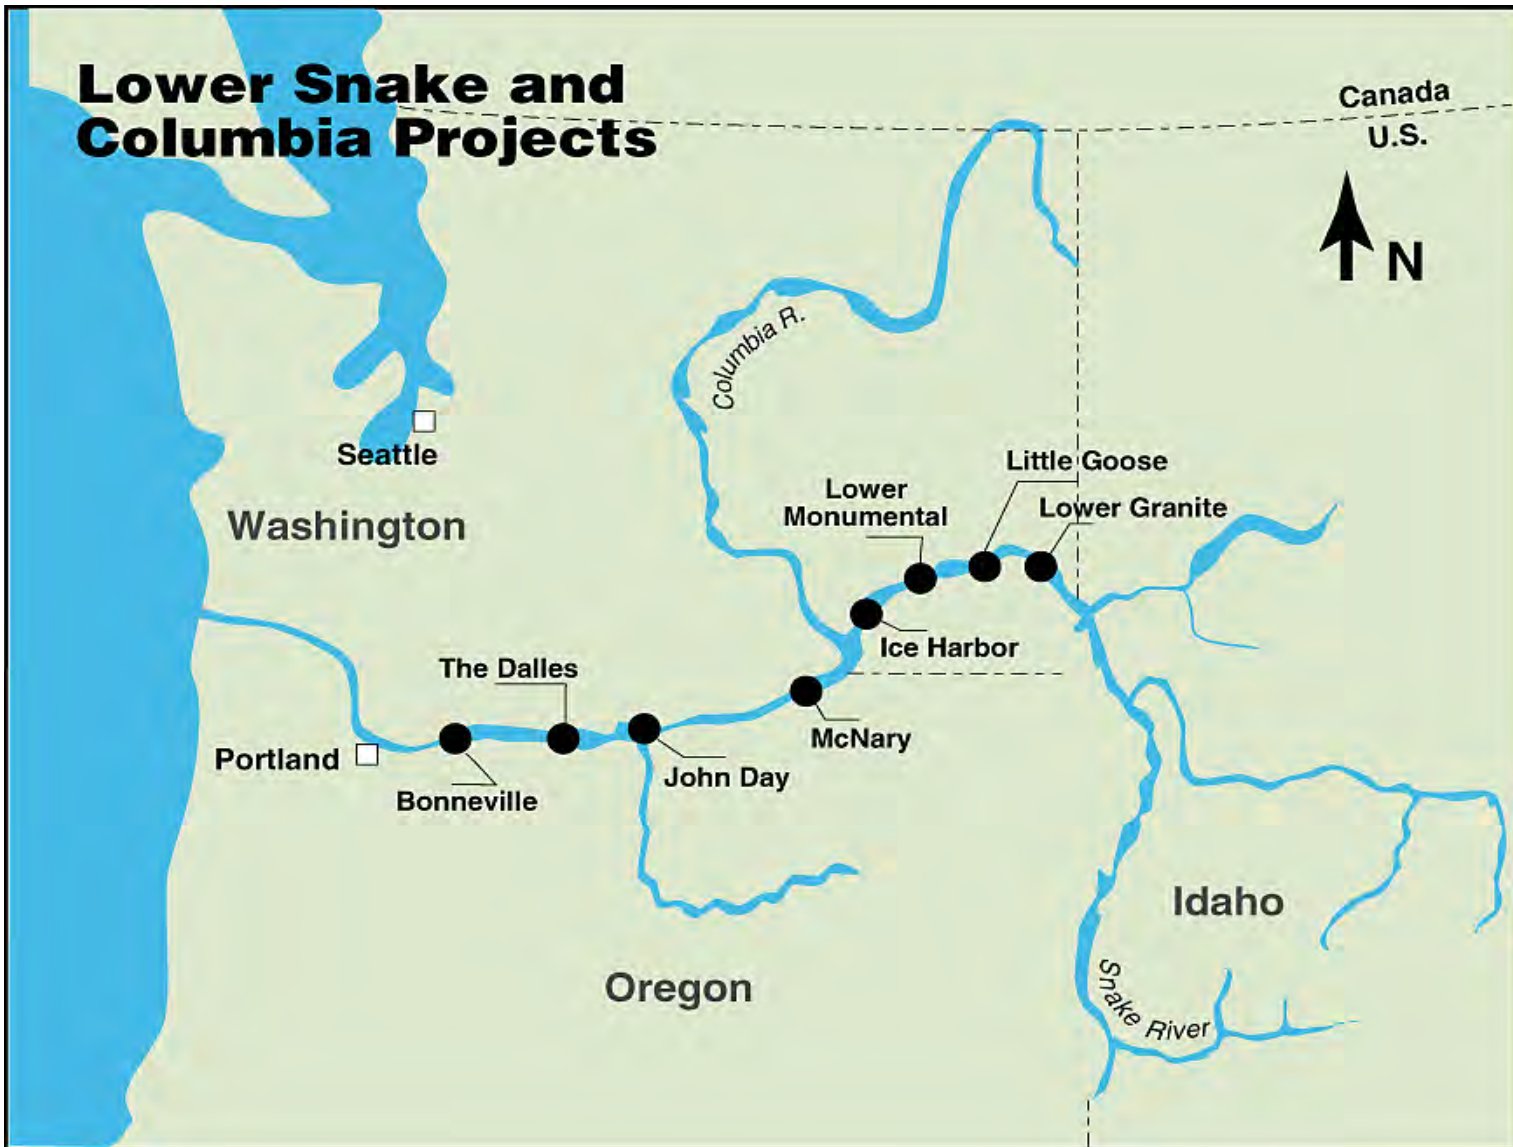 Lower Snake and
Columbia Projects
Canada
U.S.
N
Columbia R.
Seattle
Washington
Little Goose
Lower
Monumental
Lower Granite
Ice Harbor
The Dalles
McNary
Portland
John Day
Bonneville
Idaho
Oregon
Snake River